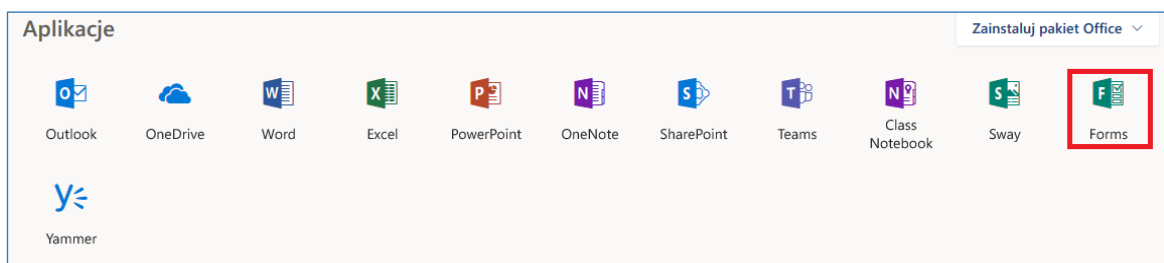 Aplikacje
Zainstaluj pakiet Office
Outlook
OneDrive
Word
Excel
PowerPoint
OneNote
SharePoint
Teams
Class
Notebook
Sway
Forms
Yammer